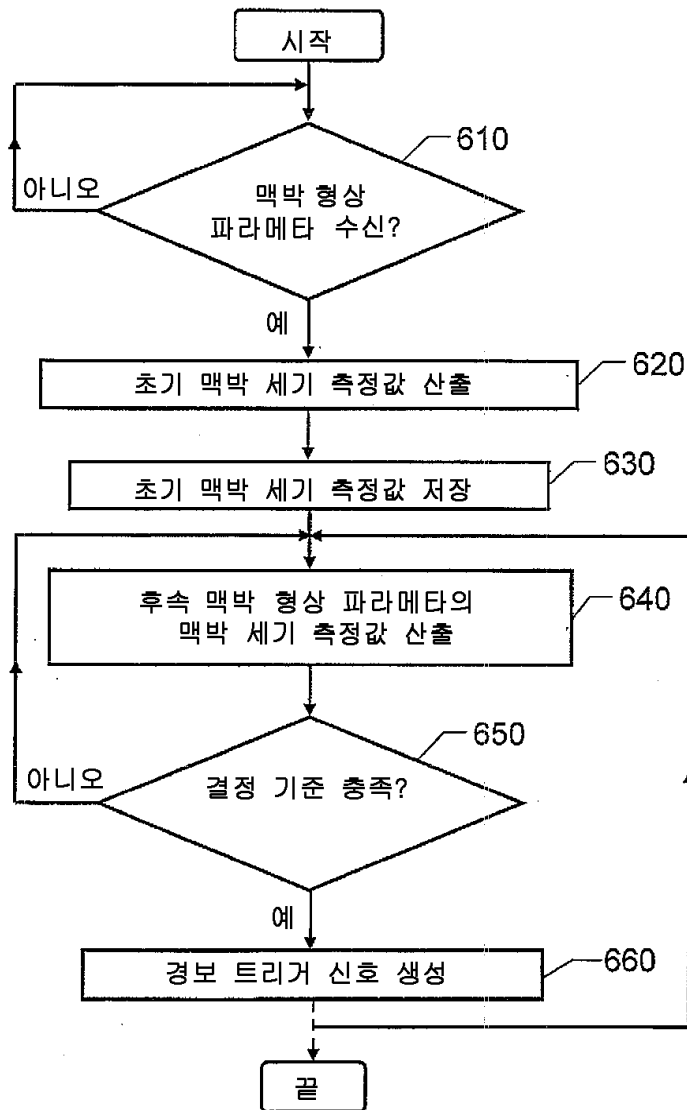 시작
610
아니오
맥박 형상
파라메타 수신?
예
초기 맥박 세기 측정값 산출
620
초기 맥박 세기 측정값 저장
630
후속 맥박 형상 파라메타의
맥박 세기 측정값 산출
640
650
아니오
결정 기준 충족?
예
경보 트리거 신호 생성
660
끝